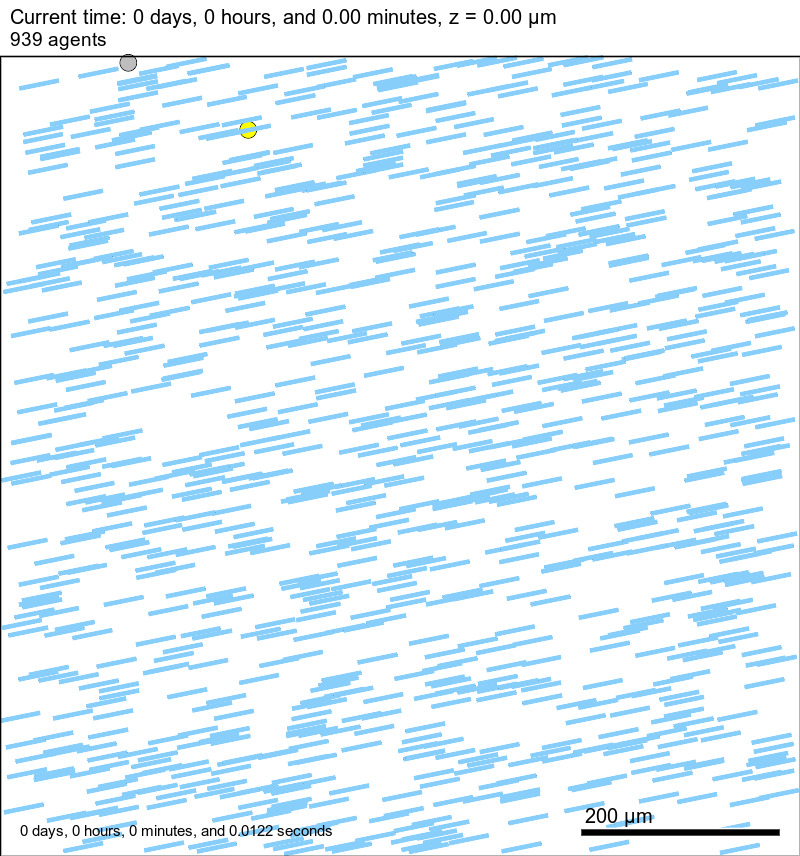 Current time: 0 days, 0 hours, and 0.00 minutes, z = 0.00 μm
939 agents
200 μm
0 days, 0 hours, 0 minutes, and 0.0122 seconds